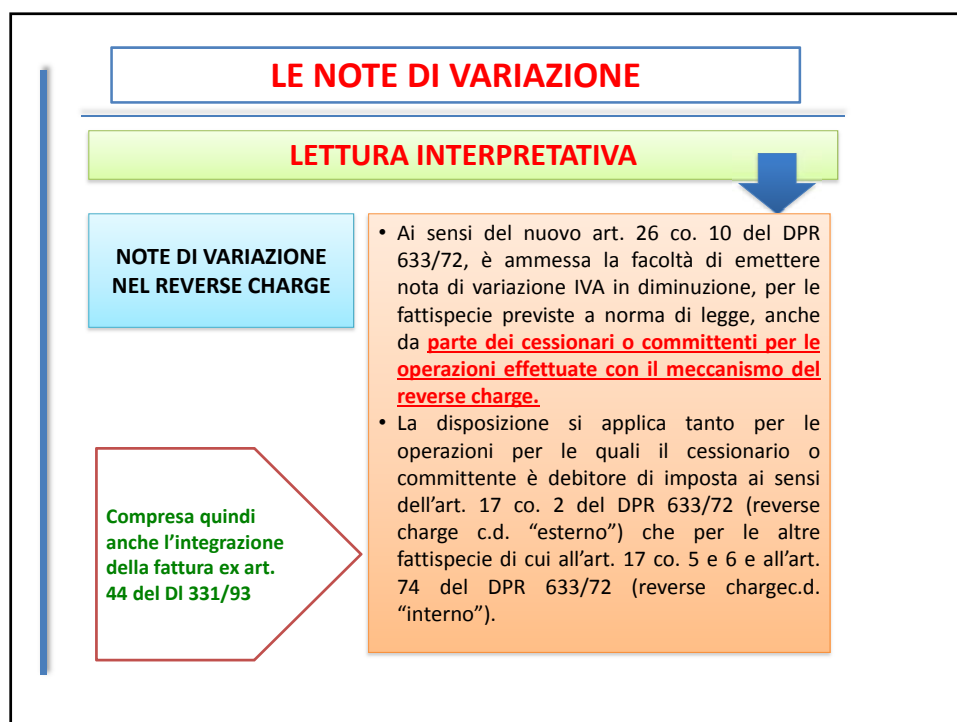 LE NOTE DI VARIAZIONE
LETTURA INTERPRETATIVA
NOTE DI VARIAZIONE
NEL REVERSE CHARGE
• Ai sensi del nuovo art. 26 co. 10 del DPR
633/72, è ammessa la facoltà di emettere
nota di variazione IVA in diminuzione, per le
fattispecie previste a norma di legge, anche
da parte dei cessionari o committenti per le
operazioni effettuate con il meccanismo del
reverse charge.
• La disposizione si applica tanto per le
operazioni per le quali il cessionario o
committente è debitore di imposta ai sensi
dell’art. 17 co. 2 del DPR 633/72 (reverse
charge c.d. “esterno”) che per le altre
fattispecie di cui all’art. 17 co. 5 e 6 e all’art.
74 del DPR 633/72 (reverse chargec.d.
“interno”).
Compresa quindi
anche l’integrazione
della fattura ex art.
44 del Dl 331/93